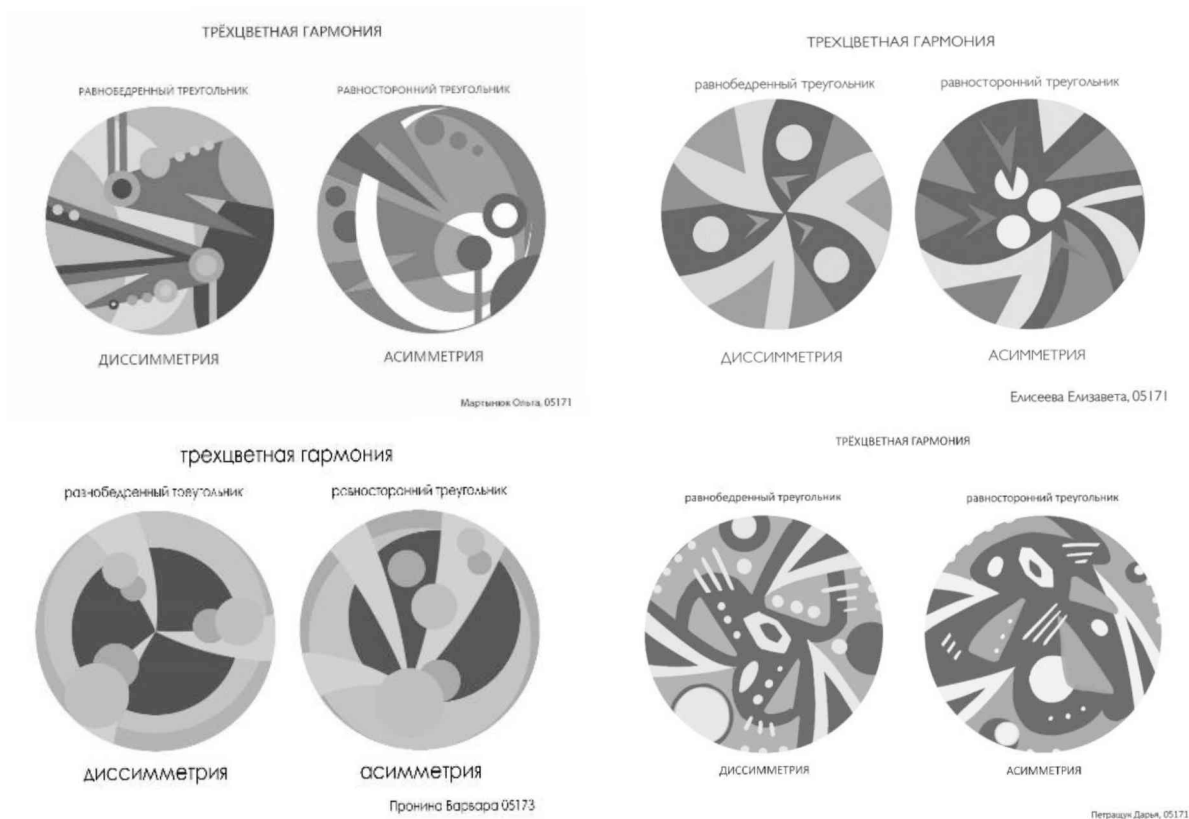 ТРЁХЦВЕТНАЯ ГАРМОНИЯ
РАВНОБЕДРЕННЫЙ ТРЕУГОЛЬНИК
РАВНОСТОРОННИЙ ТРЕУГОЛЬНИК
ДИССИММЕТРИЯ
АСИММЕТРИЯ
Мартынюк Ольга, 05171
ТРЕХЦВЕТНАЯ ГАРМОНИЯ
равнобедренный треугольник
равносторонний треугольник
ДИССИММЕТРИЯ
АСИММЕТРИЯ
Елисеева Елизавета, 05171
трехцветная гармония
равнобедренный треугольник
равносторонний треугольник
диссимметрия
асимметрия
Пронина Варвара 05173
ТРЁХЦВЕТНАЯ ГАРМОНИЯ
равнобедренный треугольник
равносторонний треугольник
ДИССИММЕТРИЯ
АСИММЕТРИЯ
Петращук Дарья, 05171